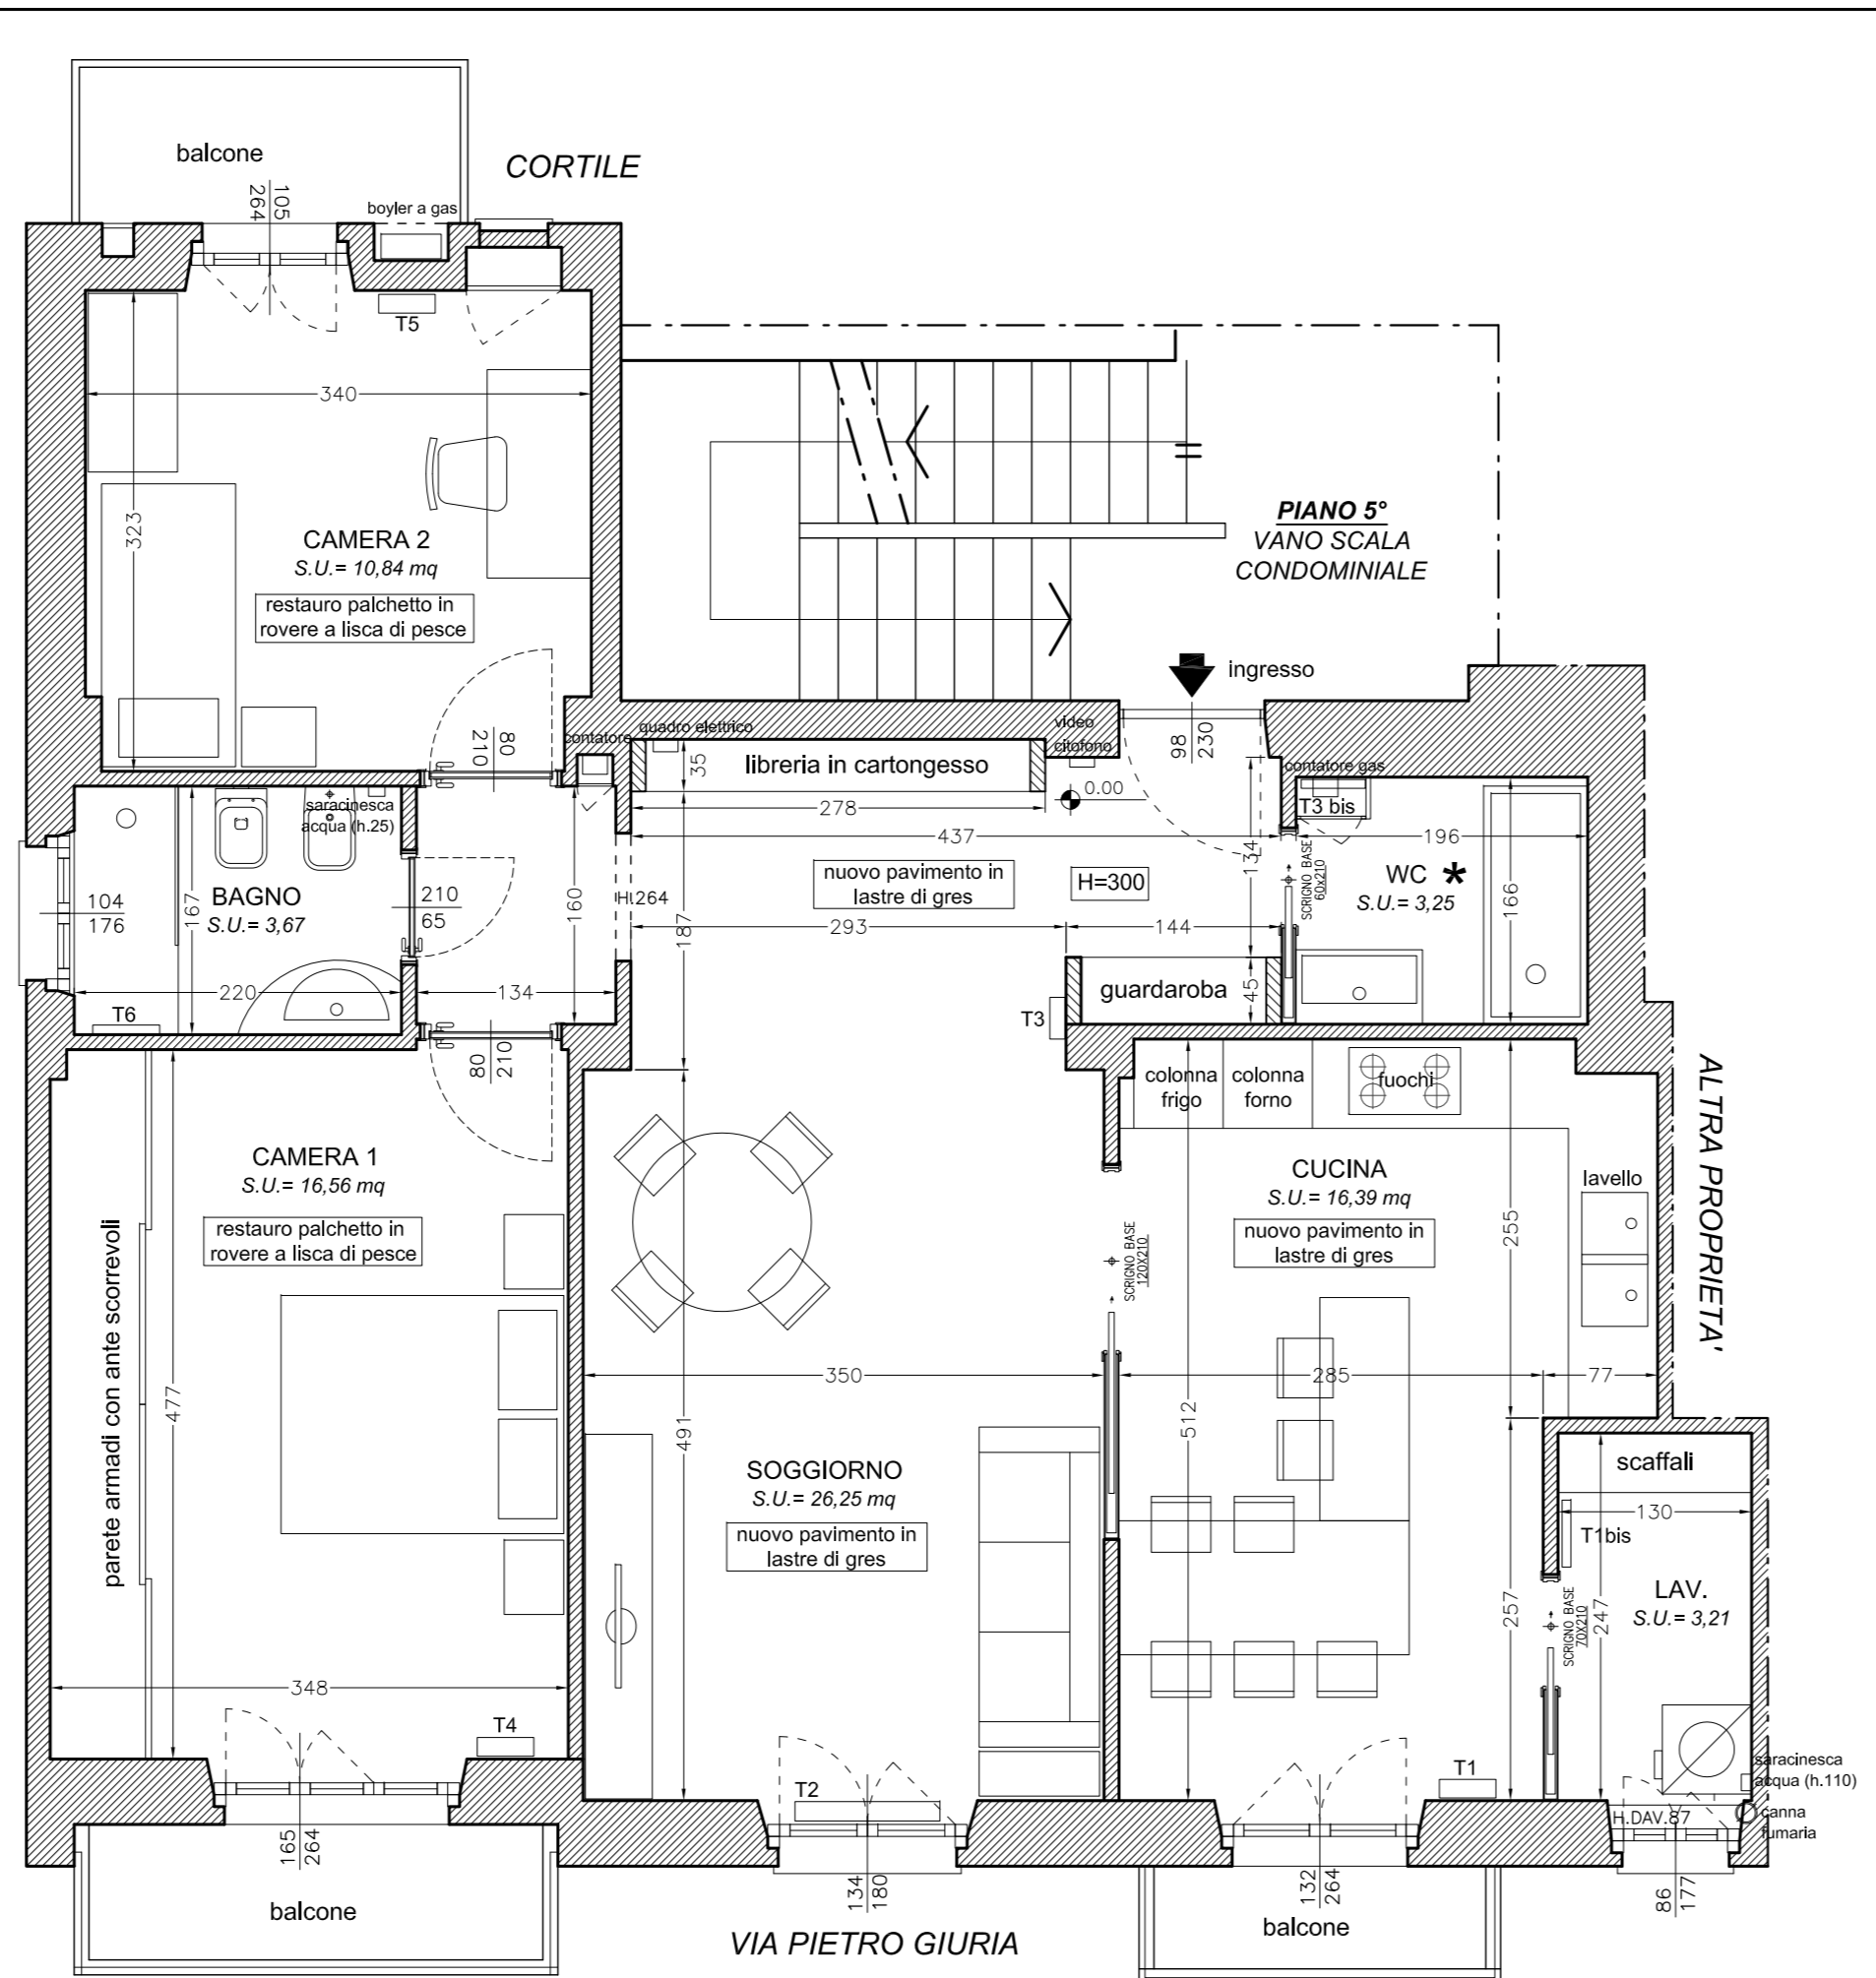 balcone
CORTILE
105
264
boyler a gas
T5
340
323
CAMERA 2
S.U.= 10,84 mq
restauro palchetto in
rovere a lisca di pesce
80
210
PIANO 5°
VANO SCALA
CONDOMINIALE
ingresso
98
230
contatore
quadro elettrico
35
libreria in cartongesso
video
citofono
278
0.00
437
134
contatore gas
T3 bis
196
SCRIGNO BASE
60x210
WC *
S.U.= 3,25
166
nuovo pavimento in
lastre di gres
H=300
H.264
187
293
144
guardaroba
45
T3
saracinesca
acqua (h.25)
BAGNO
S.U.= 3,67
104
176
167
210
65
160
220
134
T6
80
210
CAMERA 1
S.U.= 16,56 mq
restauro palchetto in
rovere a lisca di pesce
parete armadi con ante scorrevoli
477
348
T4
165
264
balcone
350
491
SOGGIORNO
S.U.= 26,25 mq
nuovo pavimento in
lastre di gres
T2
134
180
colonna
frigo
colonna
forno
fuochi
CUCINA
S.U.= 16,39 mq
nuovo pavimento in
lastre di gres
lavello
255
SCRIGNO BASE
120X210
285
77
512
257
T1
132
264
balcone
ALTRA PROPRIETA'
scaffali
130
T1bis
LAV.
S.U.= 3,21
247
SCRIGNO BASE
70X210
saracinesca
acqua (h.110)
canna
fumaria
H.DAV.87
86
177
VIA PIETRO GIURIA